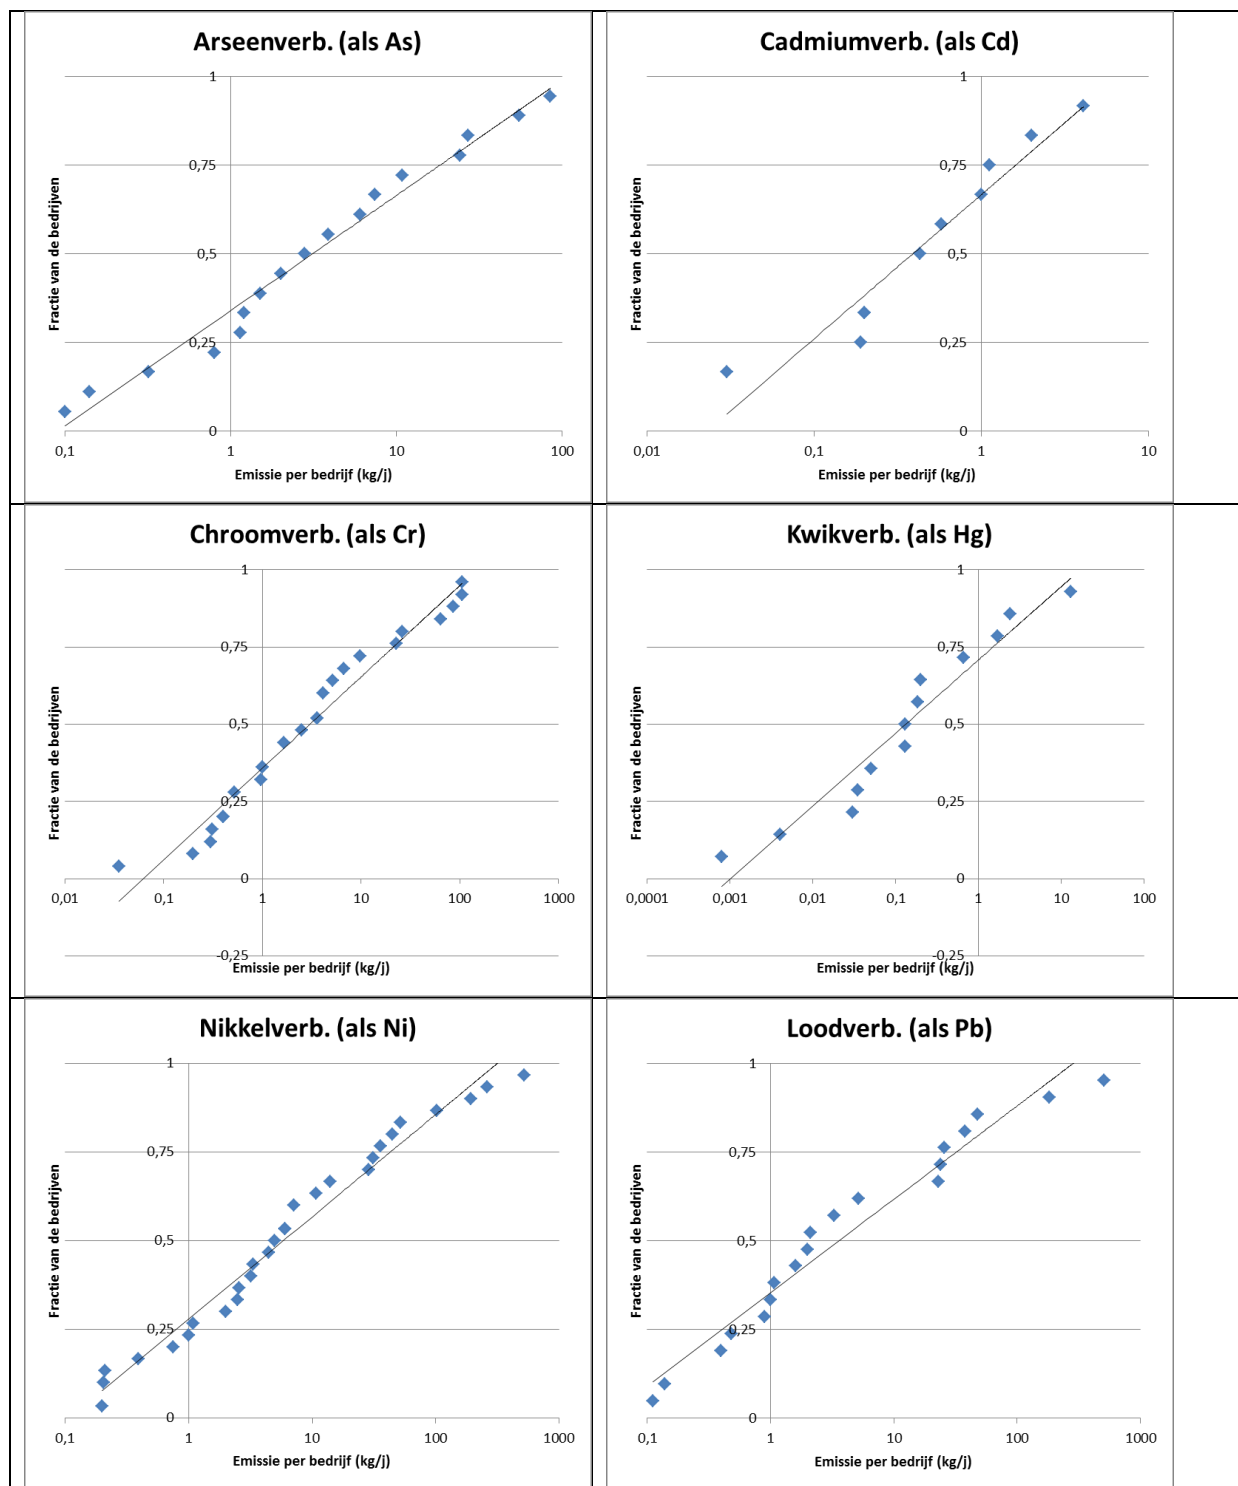 Arseenverb. (als As)
1
0,75
0,5
0,25
0
0,1 1 10 100
Fractie van de bedrijven
Emissie per bedrijf (kg/j)
Cadmiumverb. (als Cd)
1
0,75
0,5
0,25
0
0,01 0,1 1 10
Fractie van de bedrijven
Emissie per bedrijf (kg/j)
Chroomverb. (als Cr)
1
0,75
0,5
0,25
0
0,01 0,1 1 10 100 1000
-0,25
Fractie van de bedrijven
Emissie per bedrijf (kg/j)
Kwikverb. (als Hg)
1
0,75
0,5
0,25
0
0,0001 0,001 0,01 0,1 1 10 100
-0,25
Fractie van de bedrijven
Emissie per bedrijf (kg/j)
Nikkelverb. (als Ni)
1
0,75
0,5
0,25
0
0,1 1 10 100 1000
Fractie van de bedrijven
Emissie per bedrijf (kg/j)
Loodverb. (als Pb)
1
0,75
0,5
0,25
0
0,1 1 10 100 1000
Fractie van de bedrijven
Emissie per bedrijf (kg/j)